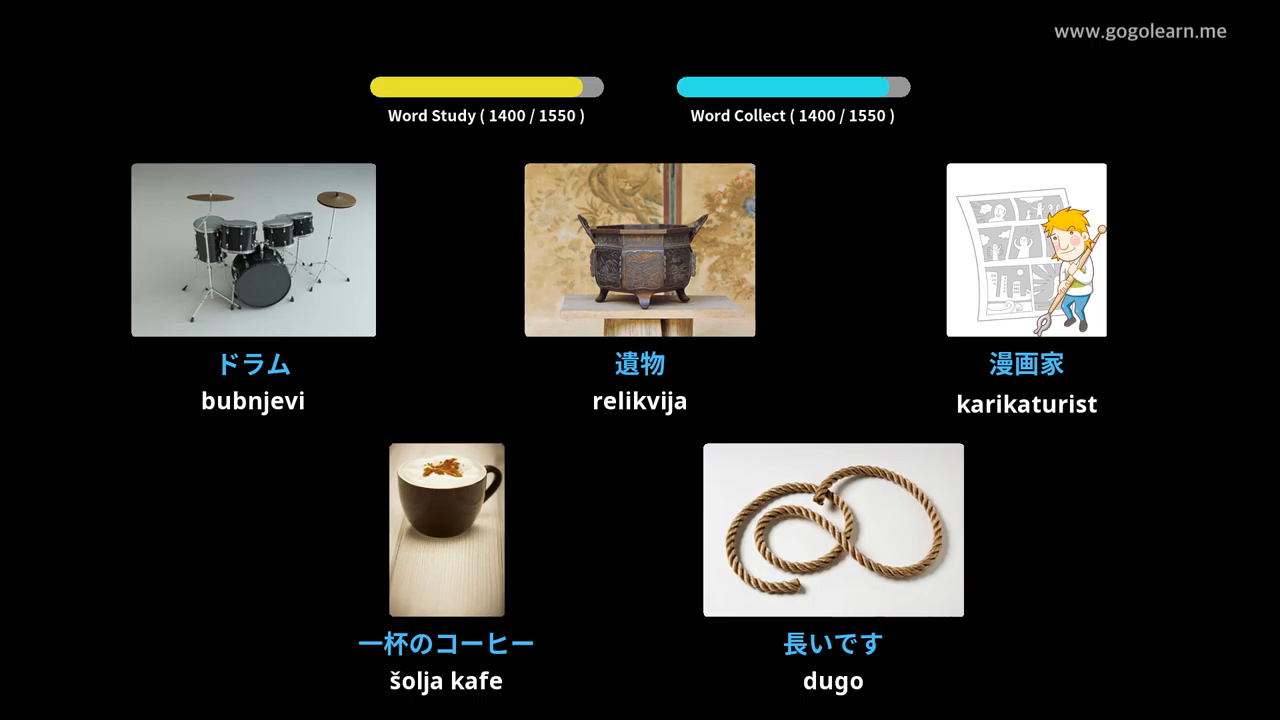 www.gogolearn.me
Word Study ( 1400 / 1550 )
Word Collect ( 1400 / 1550 )
ドラム
bubnjevi
遺物
relikvija
漫画家
karikaturist
一杯のコーヒー
šolja kafe
長いです
dugo